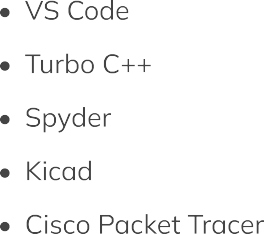 • VS Code
• Turbo C++
• Spyder
• Kicad
• Cisco Packet Tracer